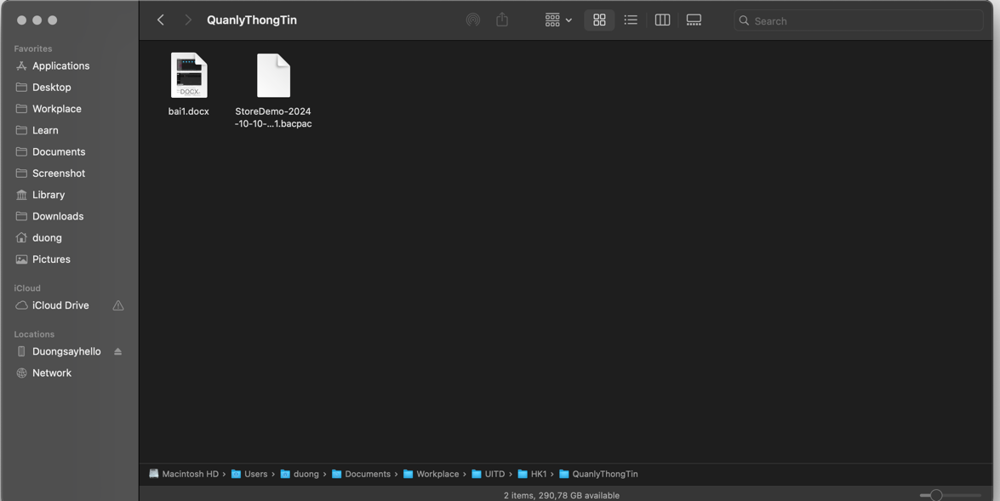 QuanlyThongTin
Search
Favorites
Applications
Desktop
Workplace
Learn
Documents
Screenshot
Library
Downloads
duong
Pictures
iCloud
iCloud Drive
Locations
Duongsayhello
Network
DOCX
bai1.docx
StoreDemo-2024
-10-10-...1.bacpac
Macintosh HD › Users › duong › Documents › Workplace › UITD › HK1 › QuanlyThongTin
2 items, 290,78 GB available